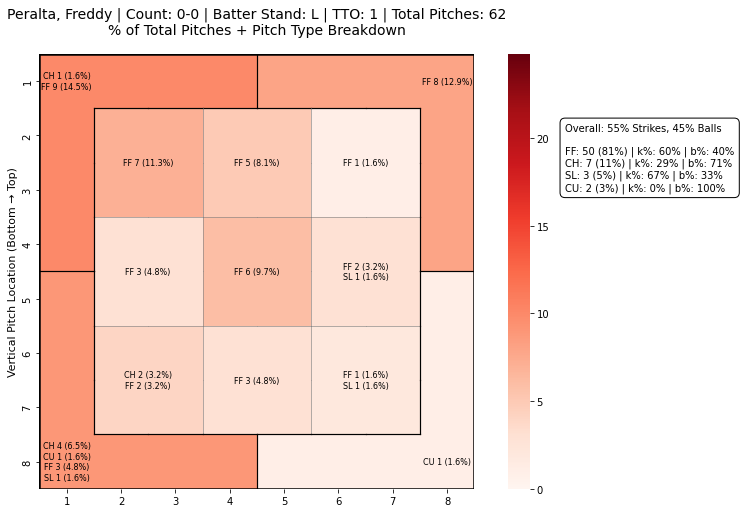 Peralta, Freddy | Count: 0-0 | Batter Stand: L | TTO: 1 | Total Pitches: 62
% of Total Pitches + Pitch Type Breakdown
CH 1 (1.6%)
FF 9 (14.5%)
FF 8 (12.9%)
FF 7 (11.3%)
FF 5 (8.1%)
FF 1 (1.6%)
FF 3 (4.8%)
FF 6 (9.7%)
FF 2 (3.2%)
SL 1 (1.6%)
CH 2 (3.2%)
FF 2 (3.2%)
FF 3 (4.8%)
FF 1 (1.6%)
SL 1 (1.6%)
CH 4 (6.5%)
CU 1 (1.6%)
FF 3 (4.8%)
SL 1 (1.6%)
CU 1 (1.6%)
Vertical Pitch Location (Bottom → Top)
1
2
3
4
5
6
7
8
1
2
3
4
5
6
7
8
20
15
10
5
0
Overall: 55% Strikes, 45% Balls
FF: 50 (81%) | k%: 60% | b%: 40%
CH: 7 (11%) | k%: 29% | b%: 71%
SL: 3 (5%) | k%: 67% | b%: 33%
CU: 2 (3%) | k%: 0% | b%: 100%